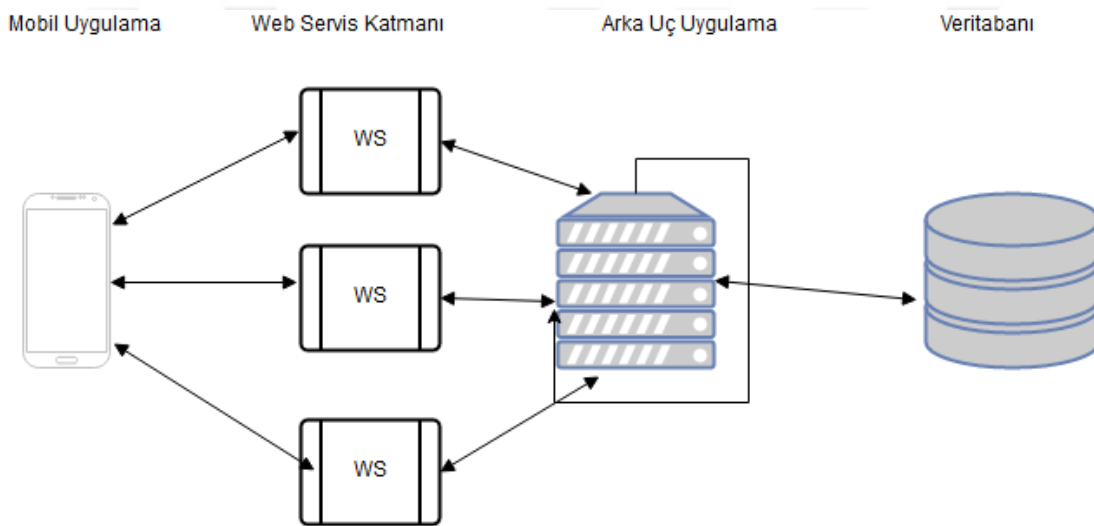 Mobil Uygulama
Web Servis Katmanı
Arka Uç Uygulama
Veritabanı
WS
WS
WS